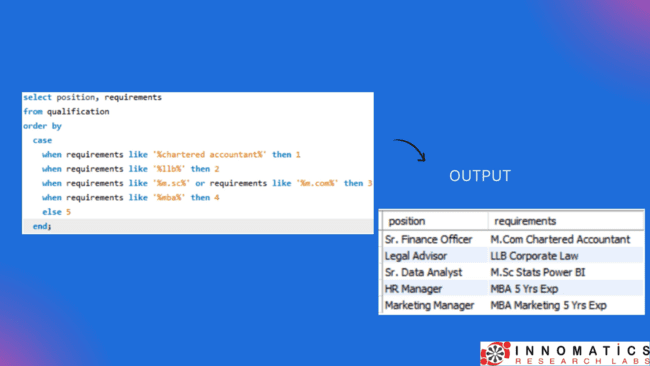 select position, requirements
from qualification
order by
case
when requirements like '%chartered accountant%' then 1
when requirements like '%llb%' then 2
when requirements like '%m.sc%' or requirements like '%m.com%' then 3
when requirements like '%mba%' then 4
else 5
end;
OUTPUT
position requirements
Sr. Finance Officer M.Com Chartered Accountant
Legal Advisor LLB Corporate Law
Sr. Data Analyst M.Sc Stats Power BI
HR Manager MBA 5 Yrs Exp
Marketing Manager MBA Marketing 5 Yrs Exp
INNOMATiCS
RESEARCH LABS